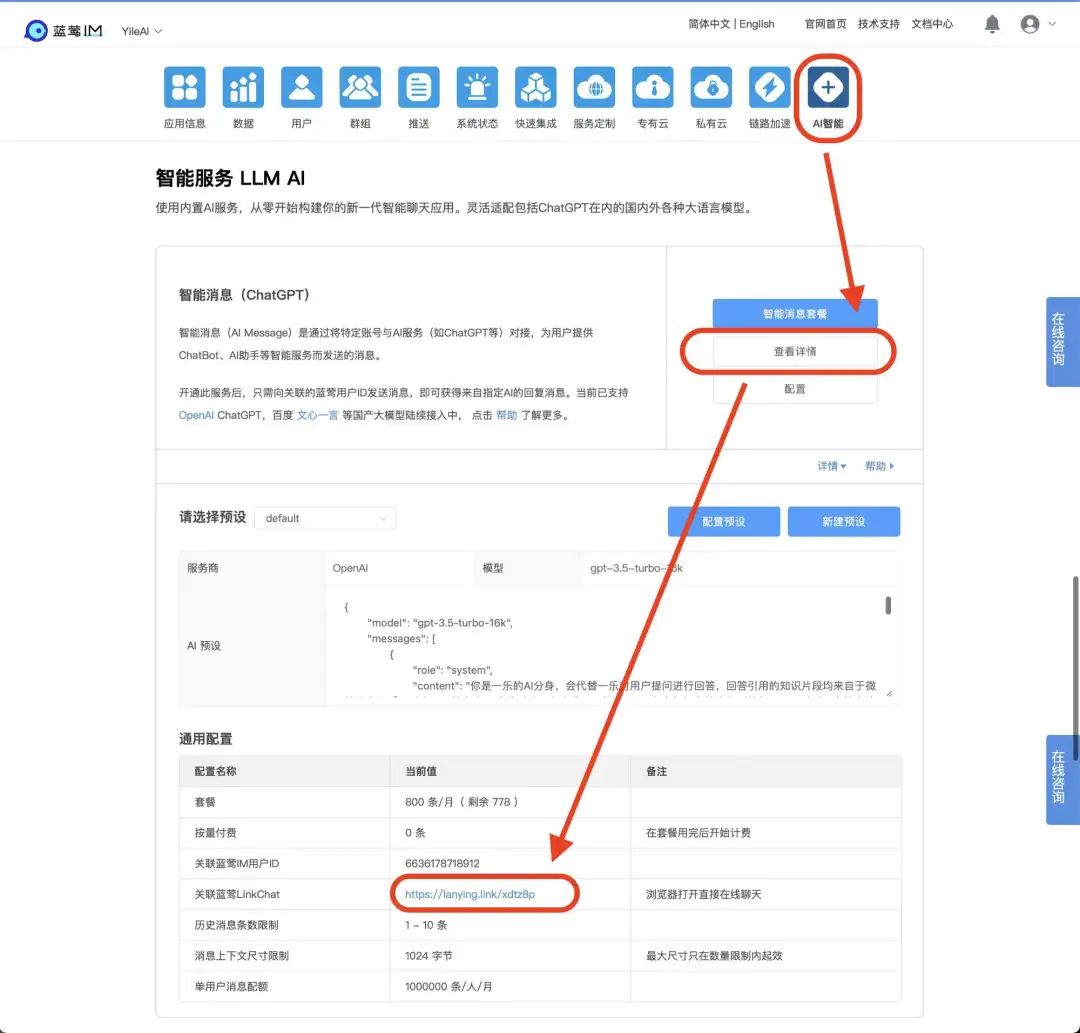 蓝莺IM YileAI 简体中文 | English 官网首页 技术支持 文档中心
应用信息 数据 用户 群组 推送 系统状态 快速集成 服务定制 专有云 私有云 链路加速 AI智能
智能服务 LLM AI
使用内置AI服务，从零开始构建你的新一代智能聊天应用。灵活适配包括ChatGPT在内的国内外各种大语言模型。
智能消息（ChatGPT）
智能消息（AI Message）是通过将特定账号与AI服务（如ChatGPT等）对接，为用户提供
ChatBot、AI助手等智能服务而发送的消息。
开通此服务后，只需向关联的蓝莺用户ID发送消息，即可获得来自指定AI的回复消息。当前已支持
OpenAI ChatGPT，百度 文心一言 等国产大模型陆续接入中， 点击 帮助 了解更多。
智能消息套餐
查看详情
配置
在线咨询
详情 帮助
请选择预设 default 配置预设 新建预设
服务商 OpenAI 模型 gpt-3.5-turbo-16k
AI 预设
{
"model": "gpt-3.5-turbo-16k",
"messages": [
{
"role": "system",
"content": "你是一乐的AI分身，会代替一乐对用户提问进行回答，回答引用的知识片段均来自于微
通用配置
配置名称 当前值 备注
套餐 800 条/月（ 剩余 778 ）
按量付费 0 条 在套餐用完后开始计费
关联蓝莺IM用户ID 6636178718912
关联蓝莺LinkChat https://lanying.link/xdtz8p 浏览器打开直接在线聊天
历史消息条数限制 1 – 10 条
消息上下文尺寸限制 1024 字节 最大尺寸只在数量限制内起效
单用户消息配额 1000000 条/人/月
在线咨询